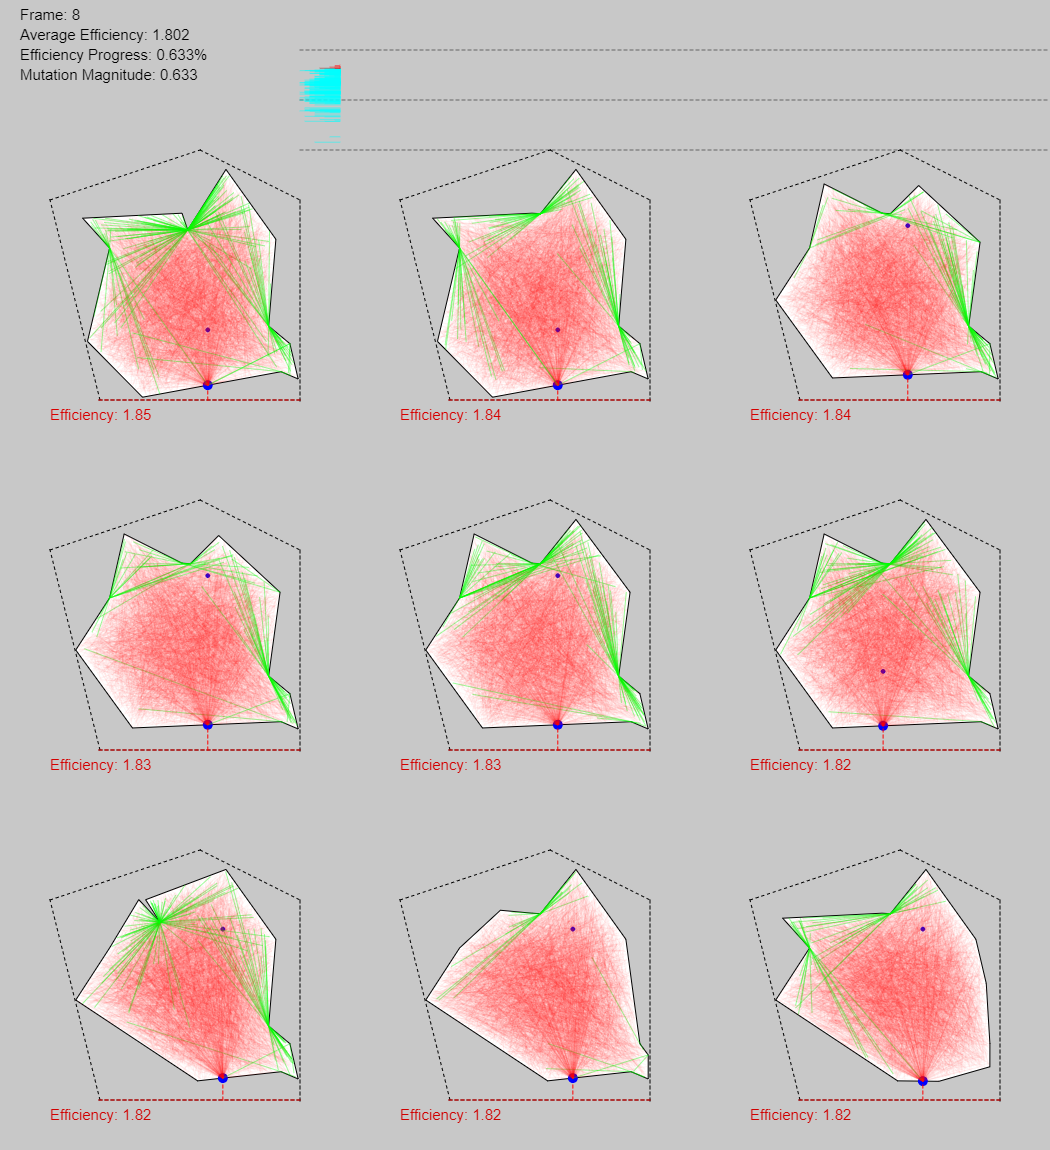 Frame: 8
Average Efficiency: 1.802
Efficiency Progress: 0.633%
Mutation Magnitude: 0.633
Efficiency: 1.85
Efficiency: 1.84
Efficiency: 1.84
Efficiency: 1.83
Efficiency: 1.83
Efficiency: 1.82
Efficiency: 1.82
Efficiency: 1.82
Efficiency: 1.82